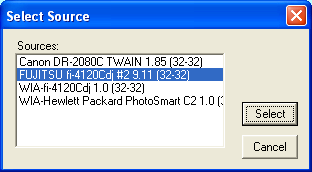 Select Source
Sources:
Canon DR-2080C TWAIN 1.85 (32-32)
FUJITSU fi-4120Cdj #2 9.11 (32-32)
WIA-fi-4120Cdj 1.0 (32-32)
WIA-Hewlett Packard PhotoSmart C2 1.0 (3
Select
Cancel